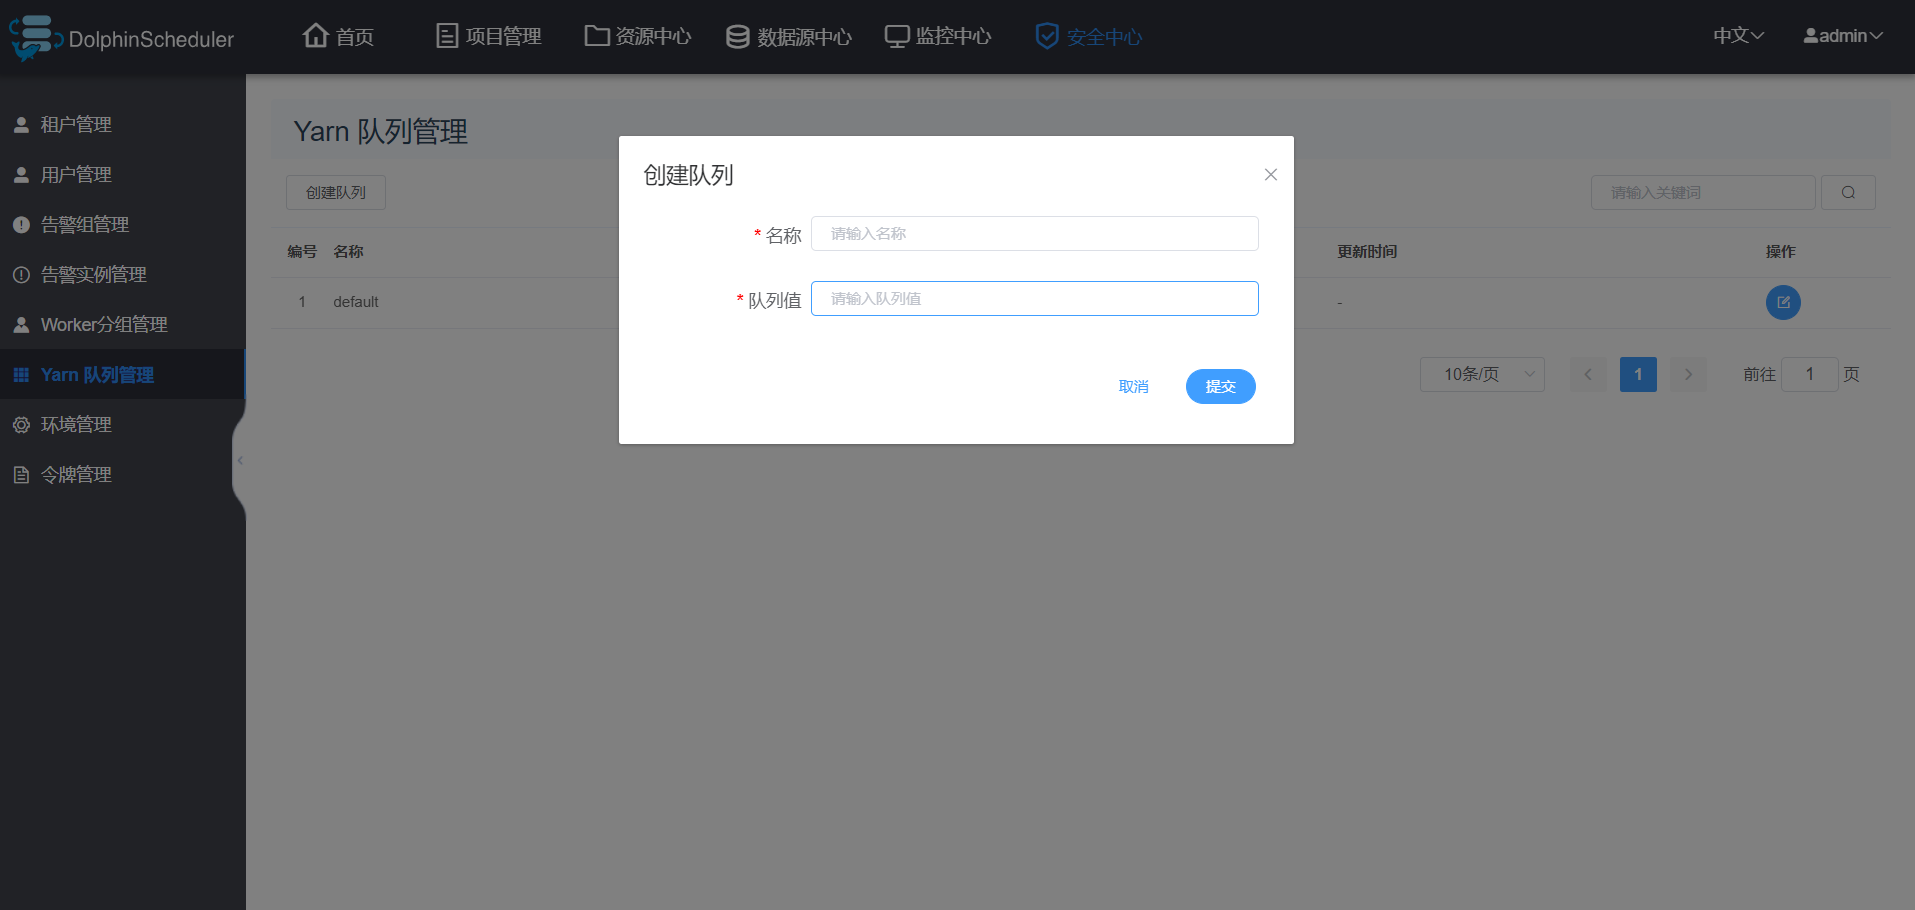 DolphinScheduler
首页
项目管理
资源中心
数据源中心
监控中心
安全中心
中文
admin
租户管理
用户管理
告警组管理
告警实例管理
Worker分组管理
Yarn 队列管理
环境管理
令牌管理
Yarn 队列管理
创建队列
请输入关键词
编号 名称 更新时间 操作
1 default -
10条/页 1 前往 1 页
创建队列
* 名称 请输入名称
* 队列值 请输入队列值
取消 提交